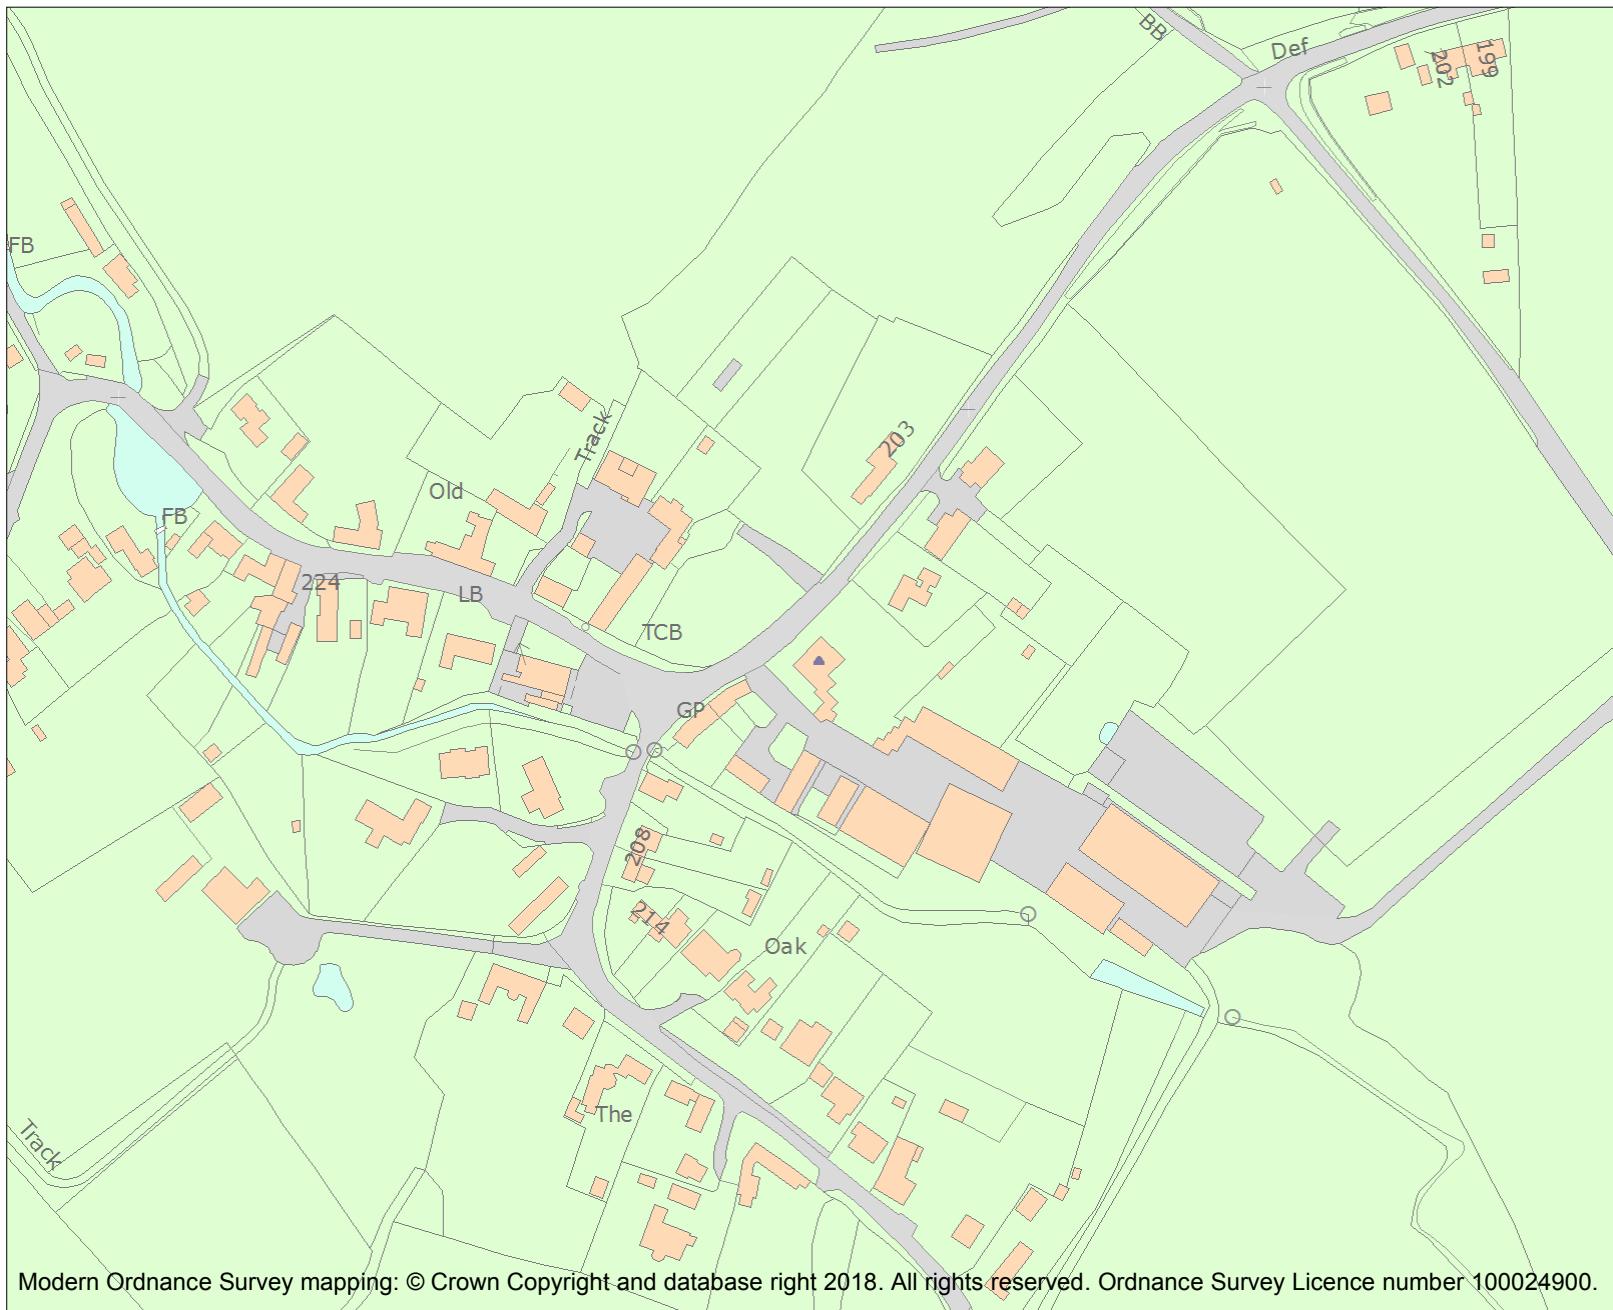 BB
Def
202
199
FB
Track
203
Old
FB
224
LB
TCB
GP
208
214
Oak
The
Track
Modern Ordnance Survey mapping: © Crown Copyright and database right 2018. All rights reserved. Ordnance Survey Licence number 100024900.